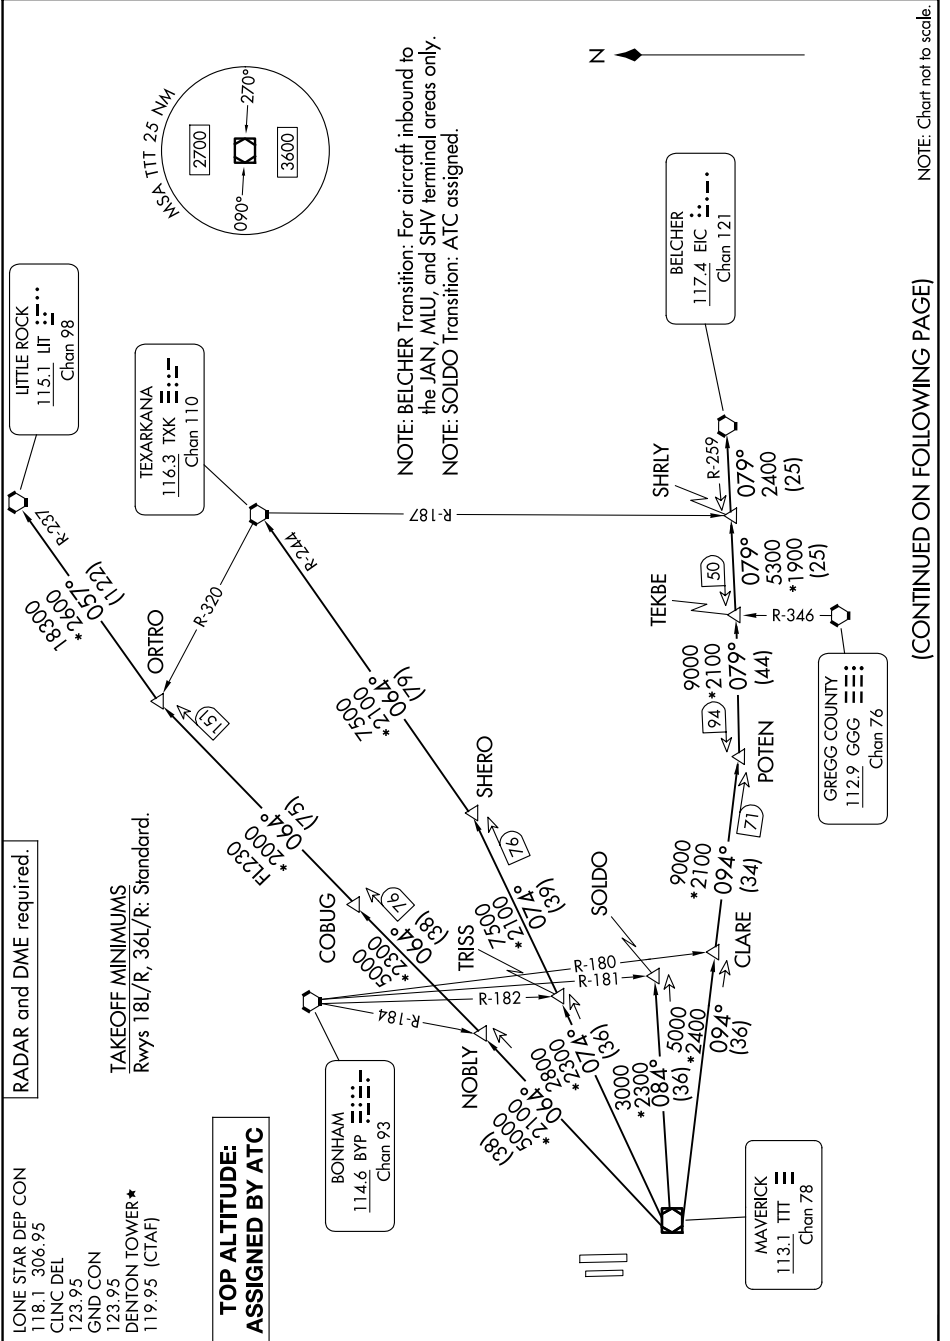 LONE STAR DEP CON
118.1 306.95
CLNC DEL
123.95
GND CON
123.95
DENTON TOWER★
119.95 (CTAF)
RADAR and DME required.
TAKEOFF MINIMUMS
Rwys 18L/R, 36L/R: Standard.
TOP ALTITUDE:
ASSIGNED BY ATC
LITTLE ROCK
115.1 LIT
Chan 98
MSA TTT 25 NM
2700
090°
270°
3600
TEXARKANA
116.3 TXK
Chan 110
R-237
18300
*2600
057°
(122)
ORTRO
R-320
151
R-244
FL230
*2000
064°
(75)
COBUG
76
5000
*2300
064°
(38)
7500
*2100
064°
(79)
SHERO
76
7500
*2100
074°
(39)
TRISS
NOTE: BELCHER Transition: For aircraft inbound to
the JAN, MLU, and SHV terminal areas only.
NOTE: SOLDO Transition: ATC assigned.
N
BONHAM
114.6 BYP
Chan 93
R-184
R-182
R-181
R-180
NOBLY
5000
*2100
064°
(38)
2800
*2300
074°
(36)
SOLDO
3000
*2300
084°
(36)
5000
*2400
094°
(36)
CLARE
9000
*2100
094°
(34)
71
POTEN
94
9000
*2100
079°
(44)
TEKBE
50
R-346
079°
5300
*1900
(25)
SHRLY
R-187
R-259
079°
2400
(25)
BELCHER
117.4 EIC
Chan 121
GREGG COUNTY
112.9 GGG
Chan 76
MAVERICK
113.1 TTT
Chan 78
NOTE: Chart not to scale.
(CONTINUED ON FOLLOWING PAGE)